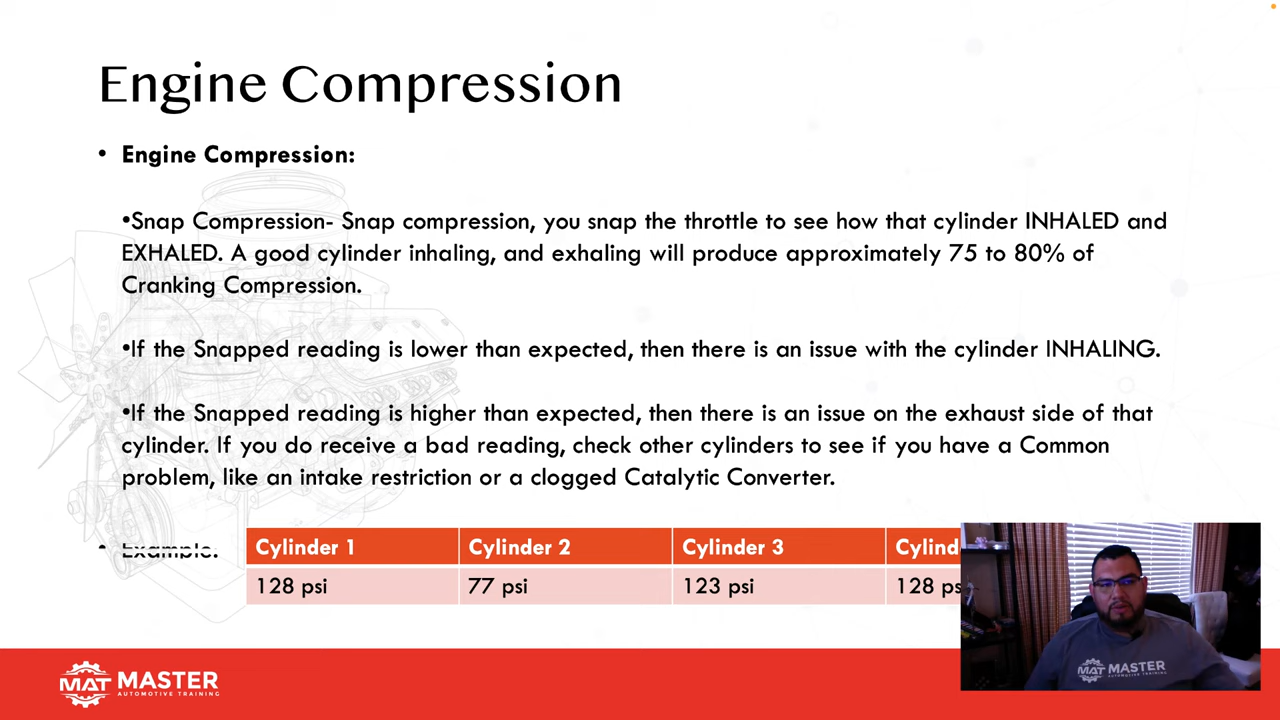 Engine Compression
• Engine Compression:
•Snap Compression- Snap compression, you snap the throttle to see how that cylinder INHALED and
EXHALED. A good cylinder inhaling, and exhaling will produce approximately 75 to 80% of
Cranking Compression.
•If the Snapped reading is lower than expected, then there is an issue with the cylinder INHALING.
•If the Snapped reading is higher than expected, then there is an issue on the exhaust side of that
cylinder. If you do receive a bad reading, check other cylinders to see if you have a Common
problem, like an intake restriction or a clogged Catalytic Converter.
• Example:
Cylinder 1 Cylinder 2 Cylinder 3 Cylind
128 psi 77 psi 123 psi 128 ps
MAT MASTER
AUTOMOTIVE TRAINING
MAT MASTER
AUTOMOTIVE TRAINING